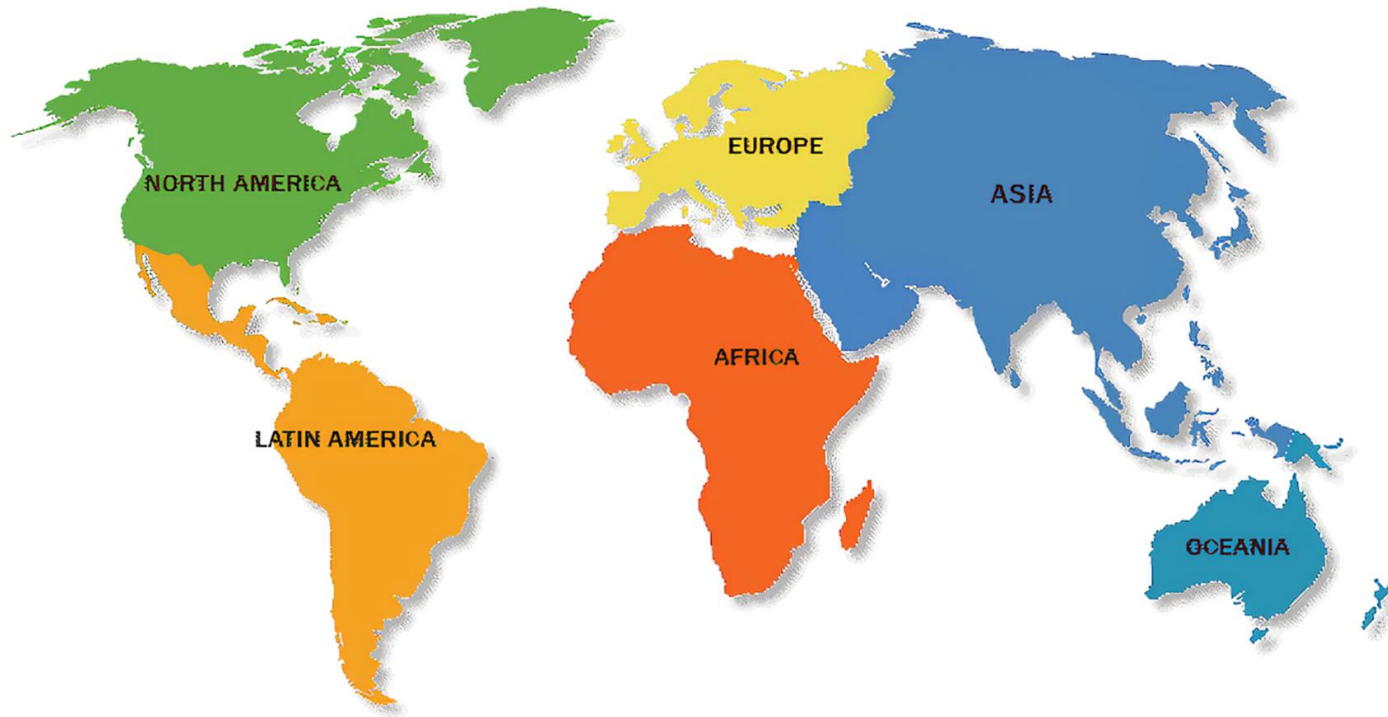 EUROPE
NORTH AMERICA
ASIA
AFRICA
LATIN AMERICA
OCEANIA